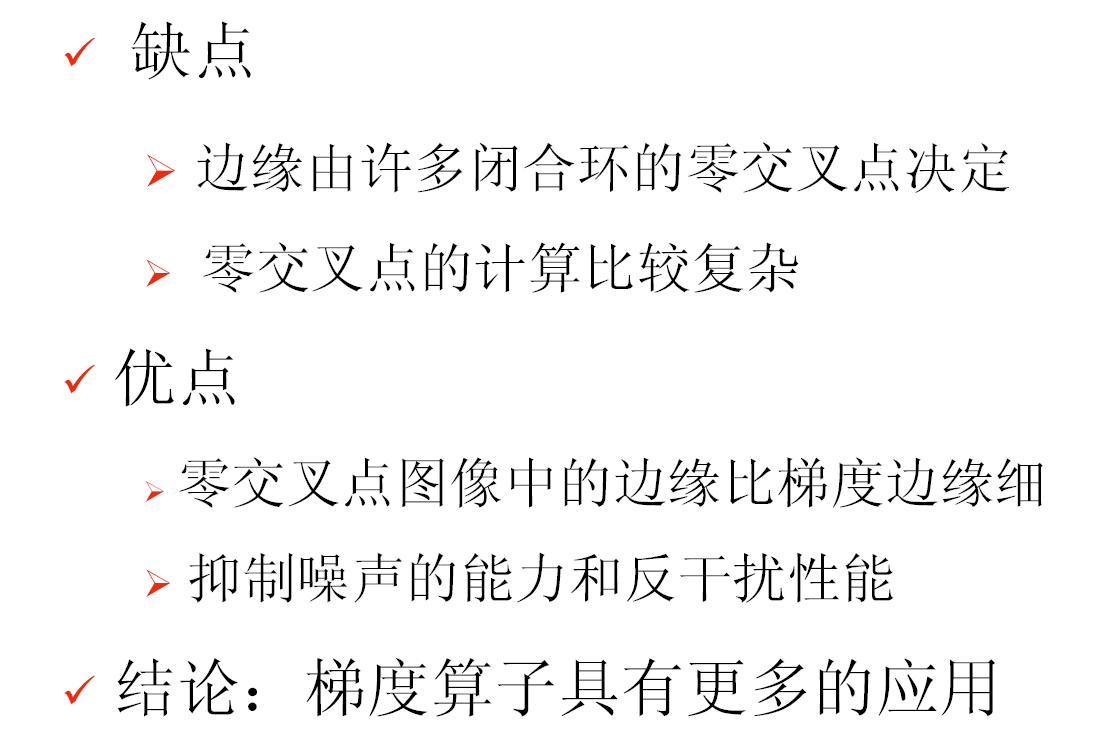 缺点
边缘由许多闭合环的零交叉点决定
零交叉点的计算比较复杂
优点
零交叉点图像中的边缘比梯度边缘细
抑制噪声的能力和反干扰性能
结论：梯度算子具有更多的应用